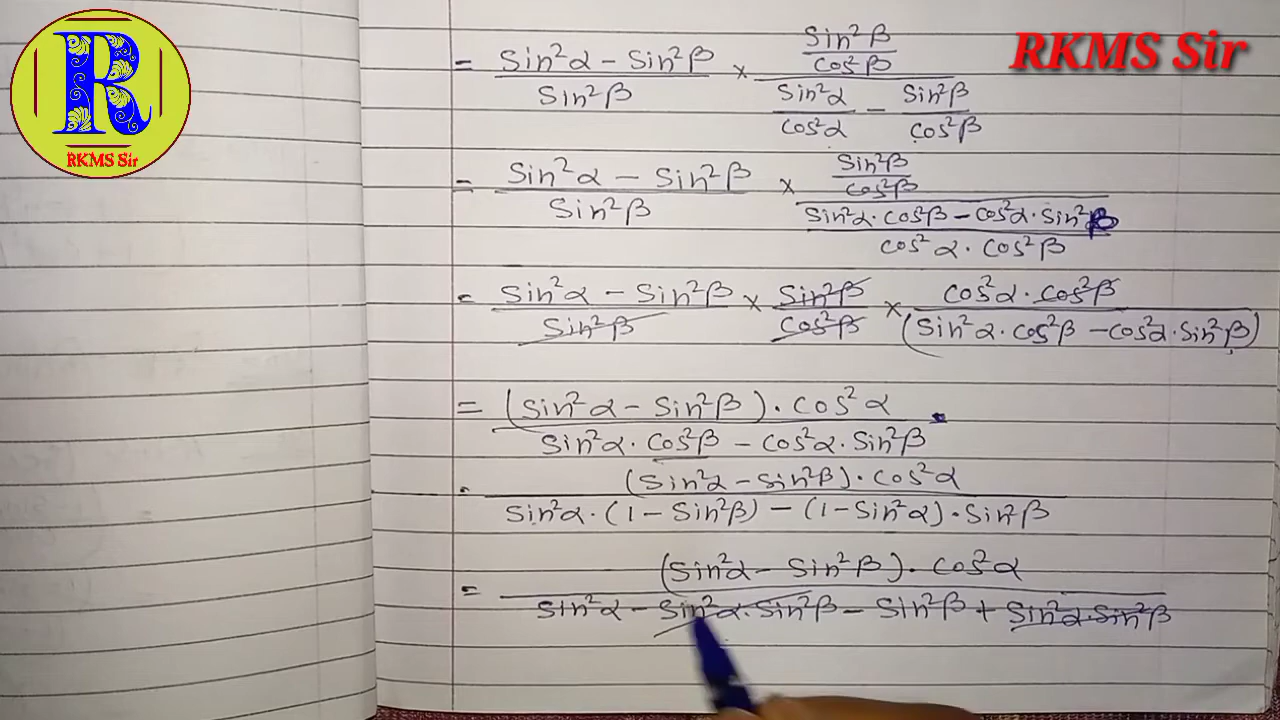 R
RKMS Sir
RKMS Sir
= (Sin²α − Sin²β)/(Sin²β) × (Sin²β/Cos²β)/(Sin²α/Cos²α − Sin²β/Cos²β)
= (Sin²α − Sin²β)/(Sin²β) × (Sin²β/Cos²β)/((Sin²α · Cos²β − Cos²α · Sin²β)/(Cos²α · Cos²β))
= (Sin²α − Sin²β)/(Sin²β) × (Sin²β)/(Cos²β) × (Cos²α · Cos²β)/(Sin²α · Cos²β − Cos²α · Sin²β)
= ((Sin²α − Sin²β) · Cos²α)/(Sin²α · Cos²β − Cos²α · Sin²β)
= ((Sin²α − Sin²β) · Cos²α)/(Sin²α · (1 − Sin²β) − (1 − Sin²α) · Sin²β)
= ((Sin²α − Sin²β) · Cos²α)/(Sin²α − Sin²α · Sin²β − Sin²β + Sin²α · Sin²β)